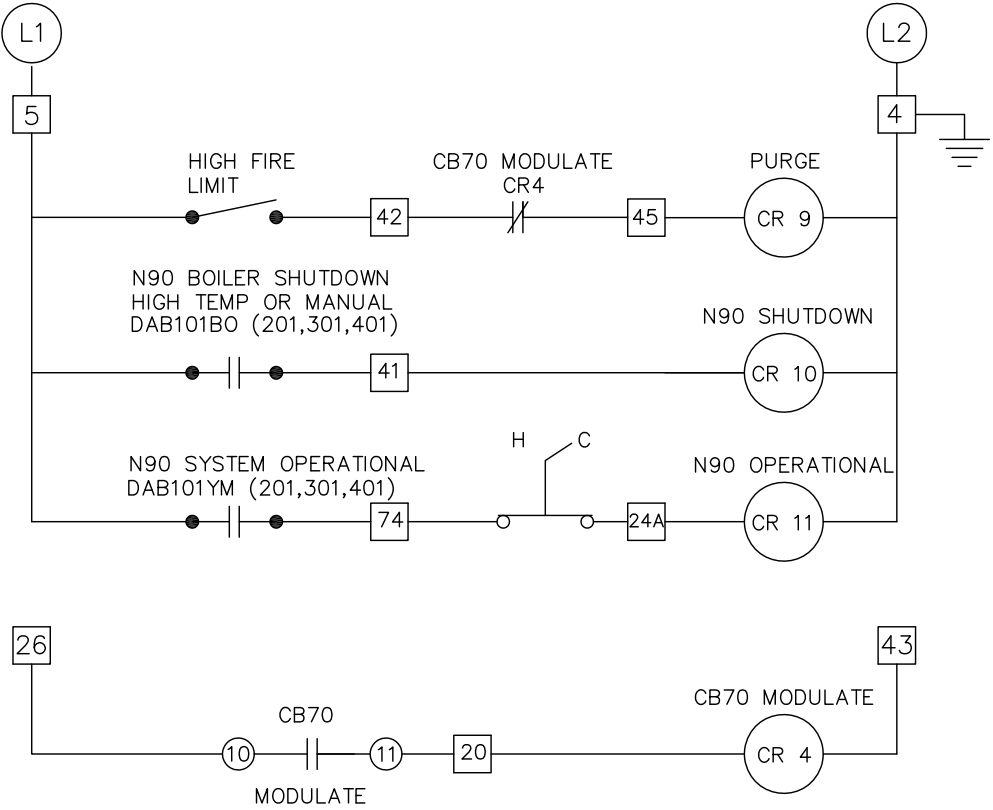 L1
L2
5
4
HIGH FIRE
LIMIT
CB70 MODULATE
CR4
PURGE
42
45
CR 9
N90 BOILER SHUTDOWN
HIGH TEMP OR MANUAL
DAB101BO (201,301,401)
N90 SHUTDOWN
41
CR 10
H
C
N90 SYSTEM OPERATIONAL
DAB101YM (201,301,401)
N90 OPERATIONAL
74
24A
CR 11
26
43
CB70 MODULATE
CB70
10
11
20
CR 4
MODULATE